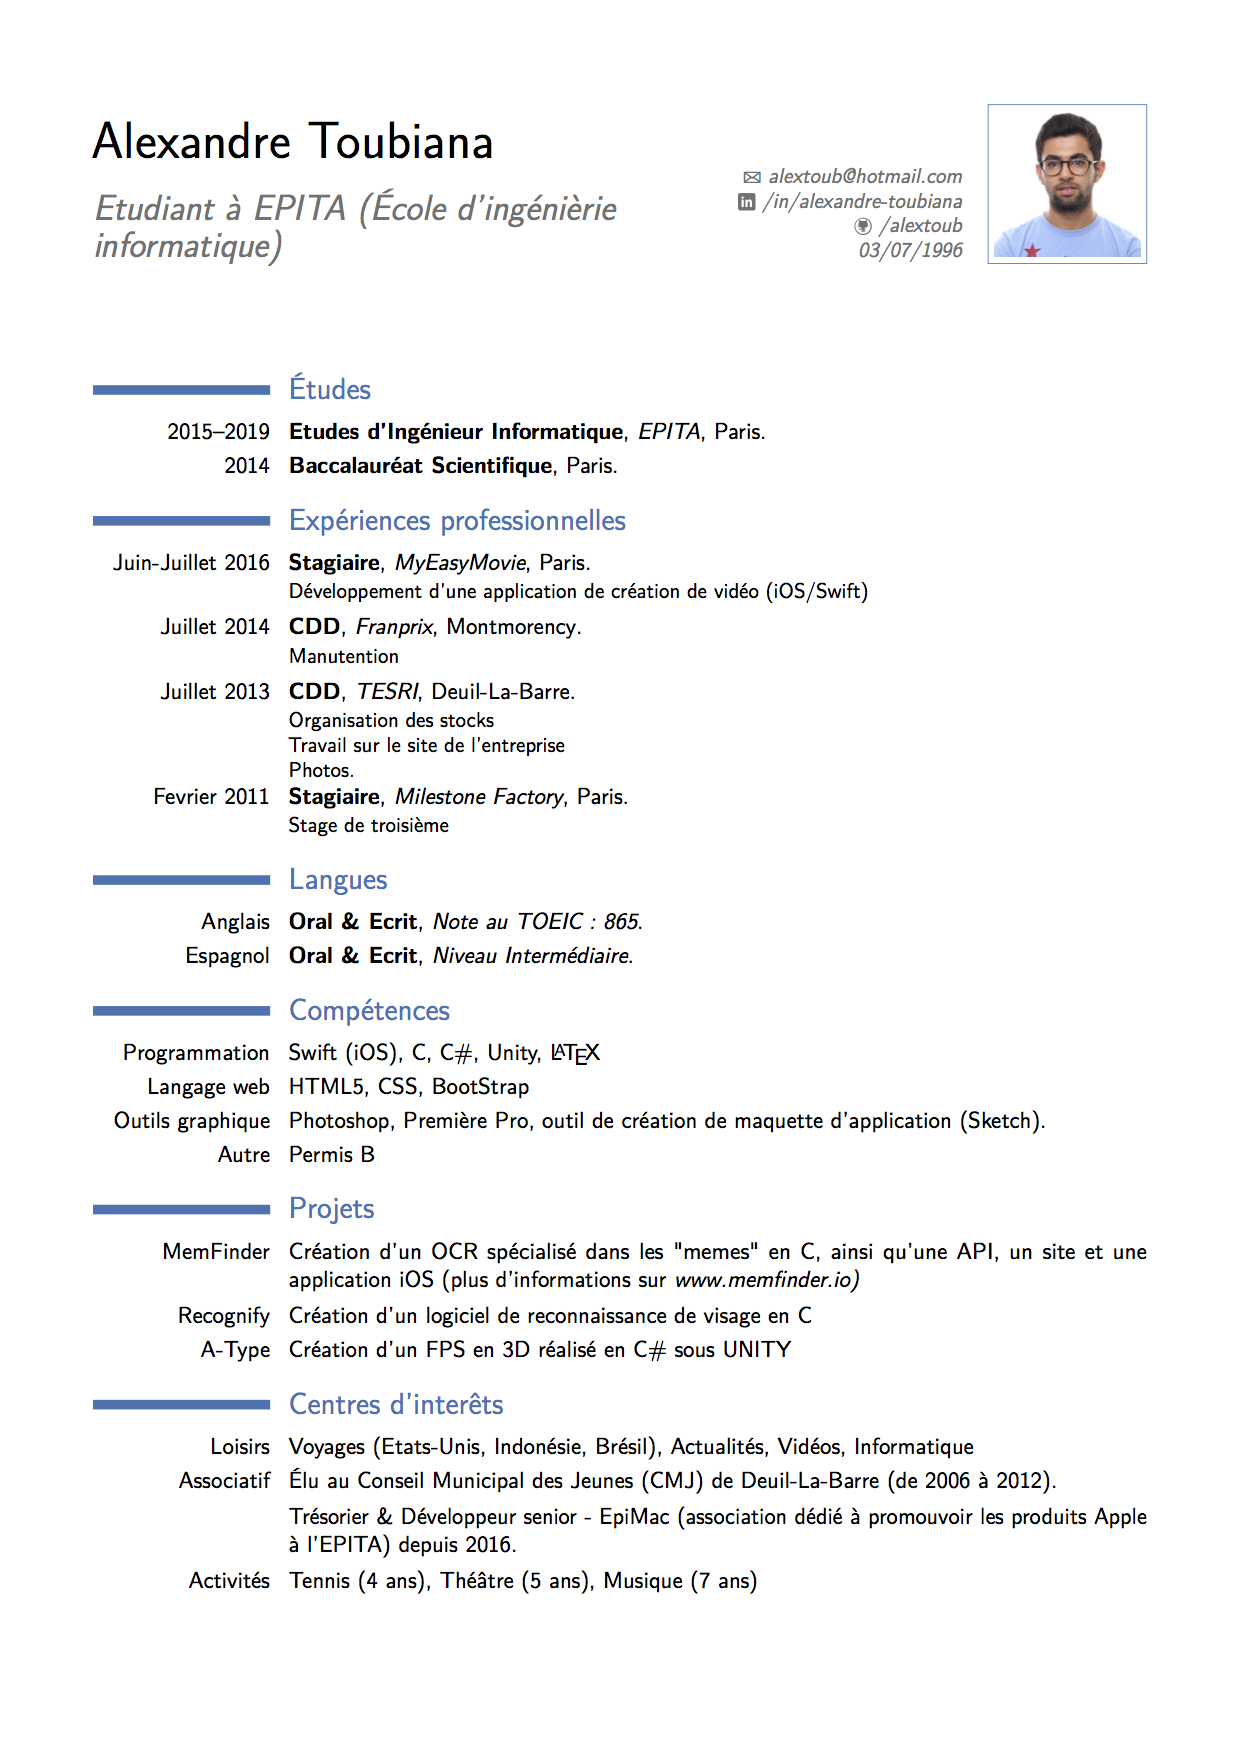 Alexandre Toubiana
Etudiant à EPITA (École d'ingénièrie
informatique)
alextoub@hotmail.com
/in/alexandre-toubiana
/alextoub
03/07/1996
Études
2015–2019 Etudes d'Ingénieur Informatique, EPITA, Paris.
2014 Baccalauréat Scientifique, Paris.
Expériences professionnelles
Juin-Juillet 2016 Stagiaire, MyEasyMovie, Paris.
Développement d'une application de création de vidéo (iOS/Swift)
Juillet 2014 CDD, Franprix, Montmorency.
Manutention
Juillet 2013 CDD, TESRI, Deuil-La-Barre.
Organisation des stocks
Travail sur le site de l'entreprise
Photos.
Fevrier 2011 Stagiaire, Milestone Factory, Paris.
Stage de troisième
Langues
Anglais Oral & Ecrit, Note au TOEIC : 865.
Espagnol Oral & Ecrit, Niveau Intermédiaire.
Compétences
Programmation Swift (iOS), C, C#, Unity, LATEX
Langage web HTML5, CSS, BootStrap
Outils graphique Photoshop, Première Pro, outil de création de maquette d'application (Sketch).
Autre Permis B
Projets
MemFinder Création d'un OCR spécialisé dans les "memes" en C, ainsi qu'une API, un site et une
application iOS (plus d'informations sur www.memfinder.io)
Recognify Création d'un logiciel de reconnaissance de visage en C
A-Type Création d'un FPS en 3D réalisé en C# sous UNITY
Centres d'interêts
Loisirs Voyages (Etats-Unis, Indonésie, Brésil), Actualités, Vidéos, Informatique
Associatif Élu au Conseil Municipal des Jeunes (CMJ) de Deuil-La-Barre (de 2006 à 2012).
Trésorier & Développeur senior - EpiMac (association dédié à promouvoir les produits Apple
à l'EPITA) depuis 2016.
Activités Tennis (4 ans), Théâtre (5 ans), Musique (7 ans)